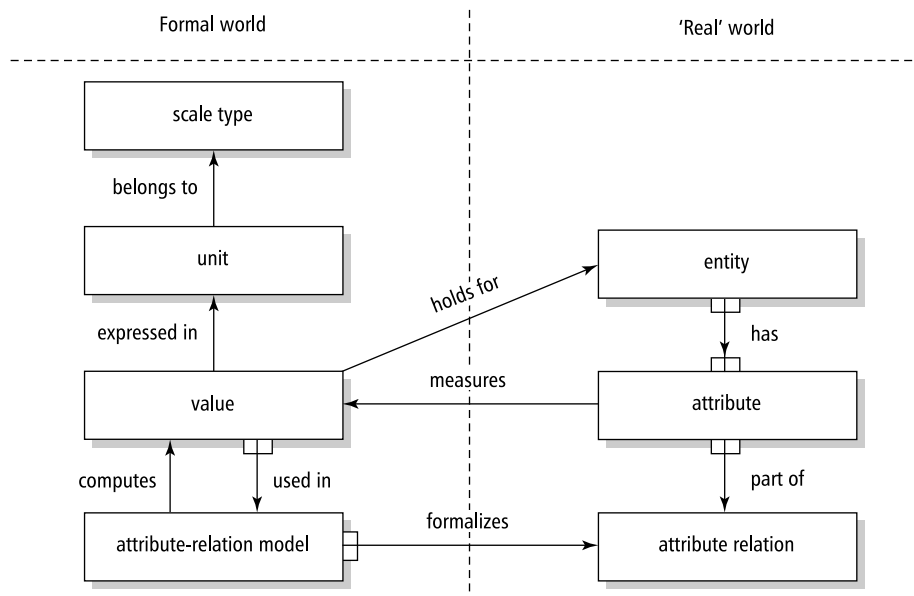 Formal world
'Real' world
scale type
belongs to
unit
entity
holds for
expressed in
has
measures
value
attribute
computes
used in
part of
formalizes
attribute-relation model
attribute relation